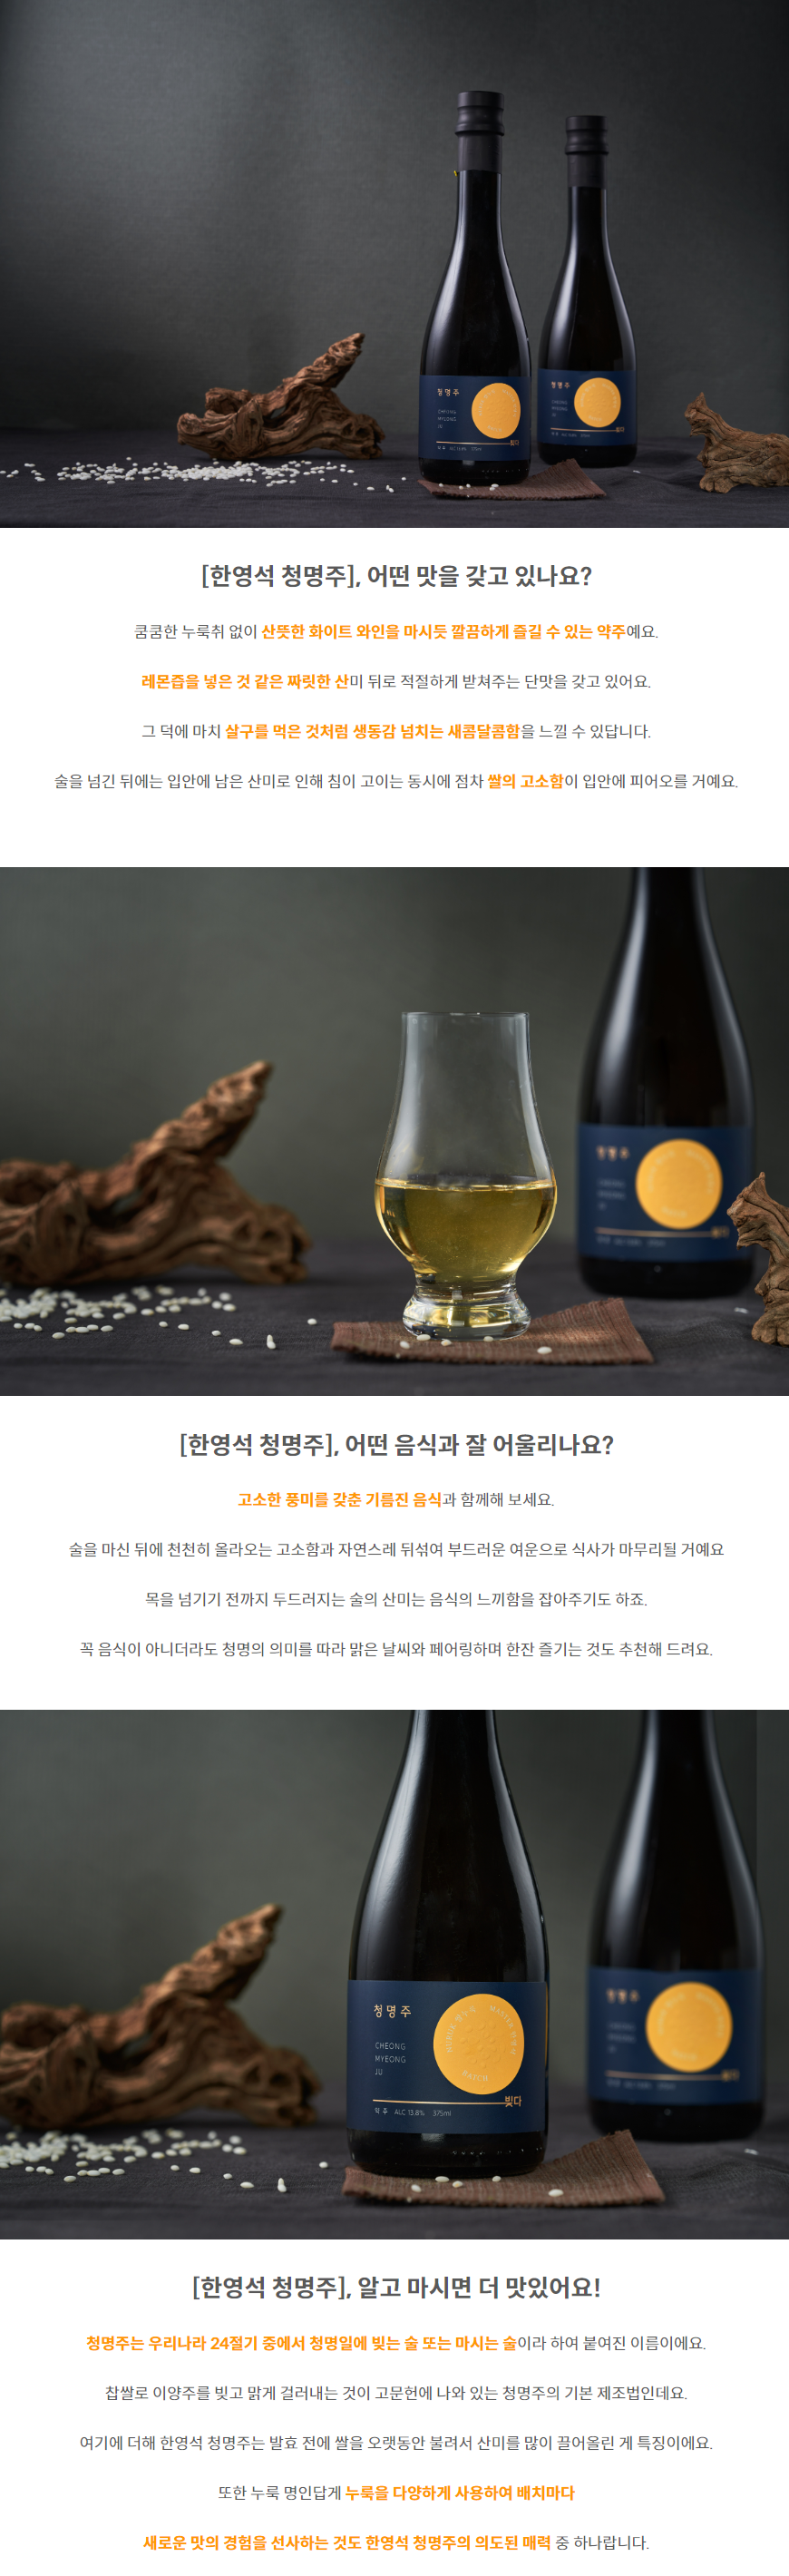 청명주
CHEONG
MYEONG
JU
빚다
청명주
CHEONG
MYEONG
JU
빚다
[한영석 청명주], 어떤 맛을 갖고 있나요?
쿰쿰한 누룩취 없이 산뜻한 화이트 와인을 마시듯 깔끔하게 즐길 수 있는 약주예요.
레몬즙을 넣은 것 같은 짜릿한 산미 뒤로 적절하게 받쳐주는 단맛을 갖고 있어요.
그 덕에 마치 살구를 먹은 것처럼 생동감 넘치는 새콤달콤함을 느낄 수 있답니다.
술을 넘긴 뒤에는 입안에 남은 산미로 인해 침이 고이는 동시에 점차 쌀의 고소함이 입안에 피어오를 거예요.
[한영석 청명주], 어떤 음식과 잘 어울리나요?
고소한 풍미를 갖춘 기름진 음식과 함께해 보세요.
술을 마신 뒤에 천천히 올라오는 고소함과 자연스레 뒤섞여 부드러운 여운으로 식사가 마무리될 거예요
목을 넘기기 전까지 두드러지는 술의 산미는 음식의 느끼함을 잡아주기도 하죠.
꼭 음식이 아니더라도 청명의 의미를 따라 맑은 날씨와 페어링하며 한잔 즐기는 것도 추천해 드려요.
청명주
CHEONG
MYEONG
JU
BATCH
빚다
약주 ALC 13.8% 375ml
[한영석 청명주], 알고 마시면 더 맛있어요!
청명주는 우리나라 24절기 중에서 청명일에 빚는 술 또는 마시는 술이라 하여 붙여진 이름이에요.
찹쌀로 이양주를 빚고 맑게 걸러내는 것이 고문헌에 나와 있는 청명주의 기본 제조법인데요.
여기에 더해 한영석 청명주는 발효 전에 쌀을 오랫동안 불려서 산미를 많이 끌어올린 게 특징이에요.
또한 누룩 명인답게 누룩을 다양하게 사용하여 배치마다
새로운 맛의 경험을 선사하는 것도 한영석 청명주의 의도된 매력 중 하나랍니다.